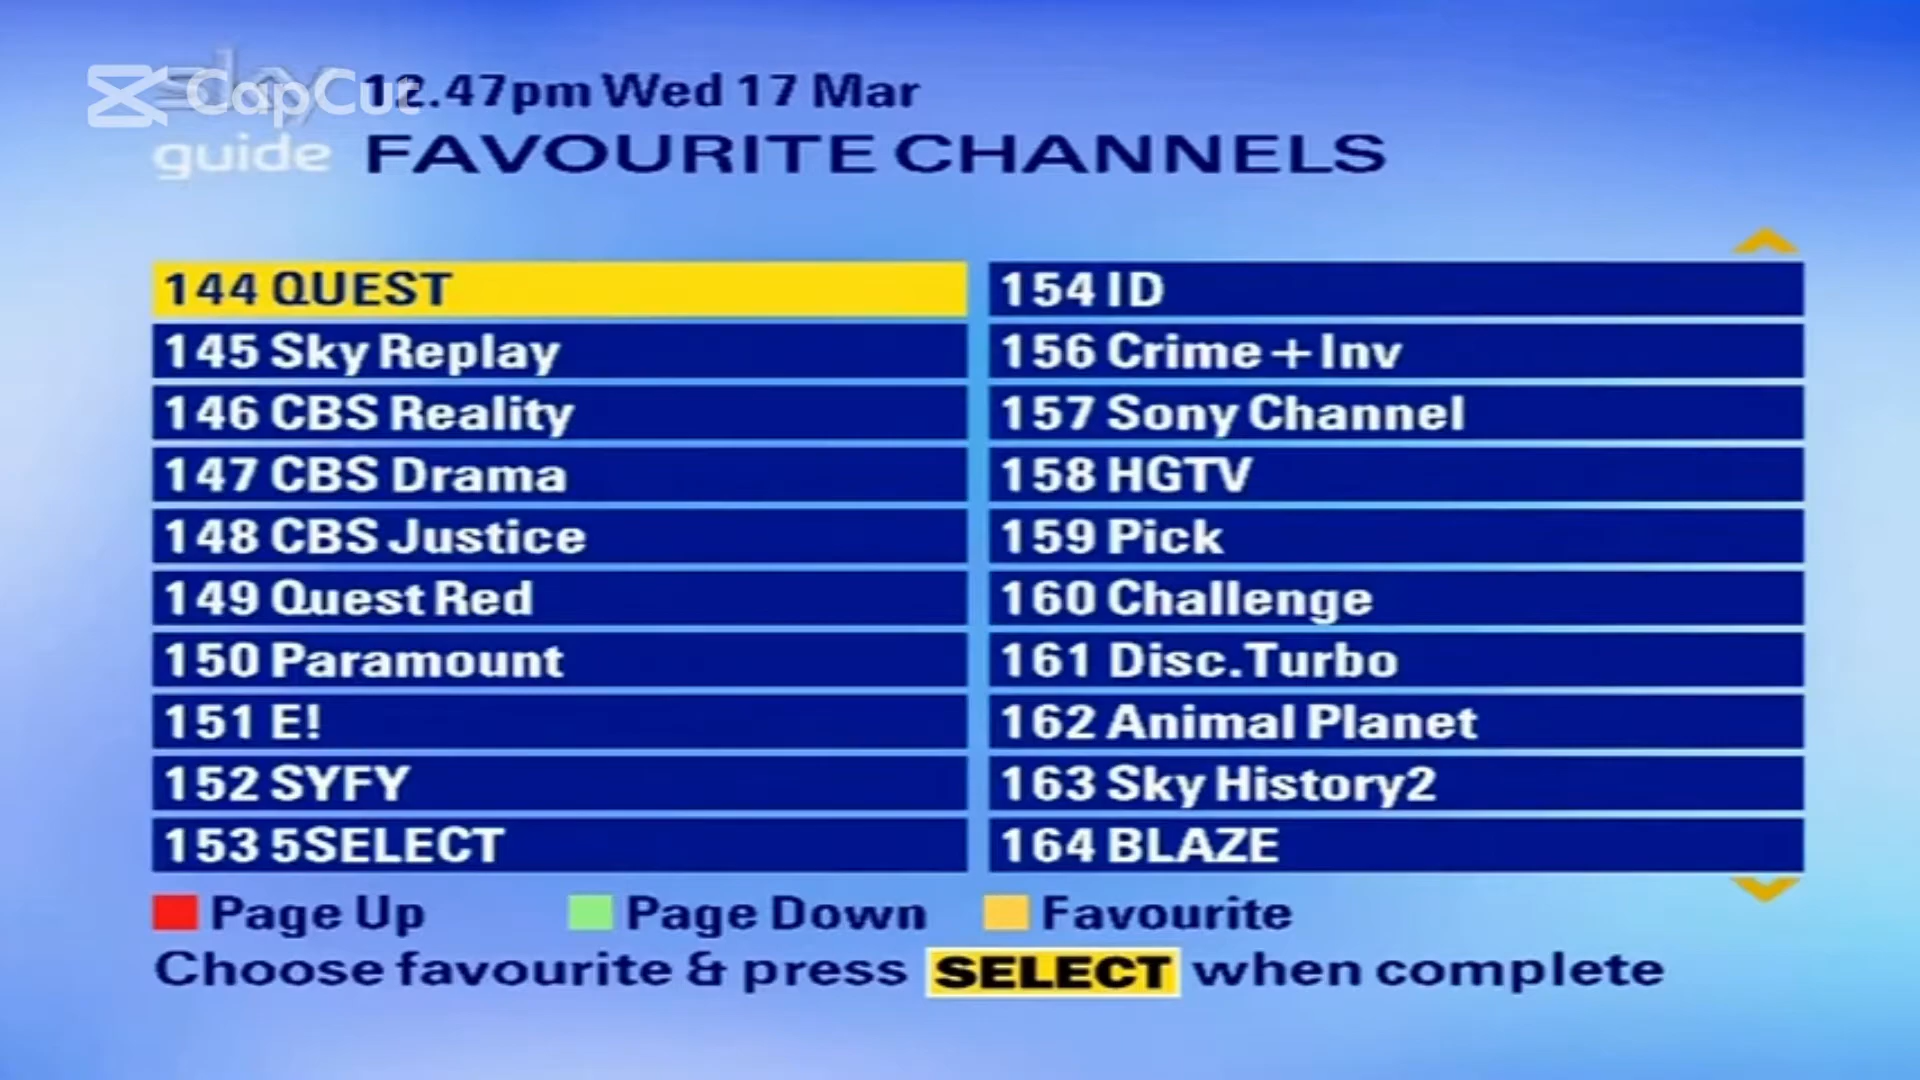 sky
CapCut
12.47pm Wed 17 Mar
guide
FAVOURITE CHANNELS
144 QUEST
145 Sky Replay
146 CBS Reality
147 CBS Drama
148 CBS Justice
149 Quest Red
150 Paramount
151 E!
152 SYFY
153 5SELECT
154 ID
156 Crime+Inv
157 Sony Channel
158 HGTV
159 Pick
160 Challenge
161 Disc.Turbo
162 Animal Planet
163 Sky History2
164 BLAZE
Page Up Page Down Favourite
Choose favourite & press SELECT when complete